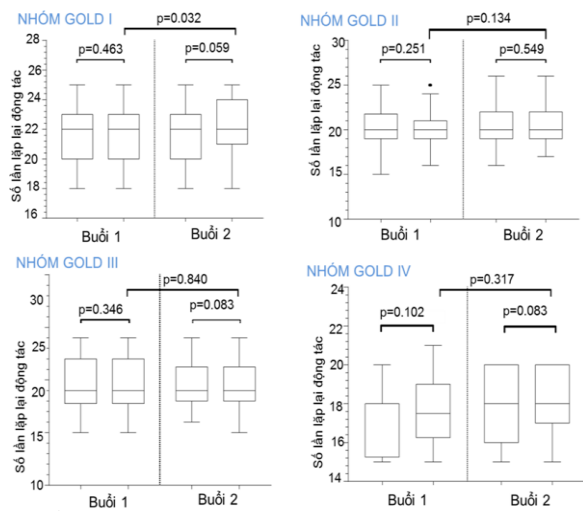 NHÓM GOLD I
p=0.032
p=0.463
p=0.059
Số lần lặp lại động tác
28
26
24
22
20
18
16
Buổi 1
Buổi 2
NHÓM GOLD II
p=0.134
p=0.251
p=0.549
Số lần lặp lại động tác
30
25
20
15
10
Buổi 1
Buổi 2
NHÓM GOLD III
p=0.840
p=0.346
p=0.083
Số lần lặp lại động tác
30
25
20
15
10
Buổi 1
Buổi 2
NHÓM GOLD IV
p=0.317
p=0.102
p=0.083
Số lần lặp lại động tác
24
22
20
18
16
14
Buổi 1
Buổi 2